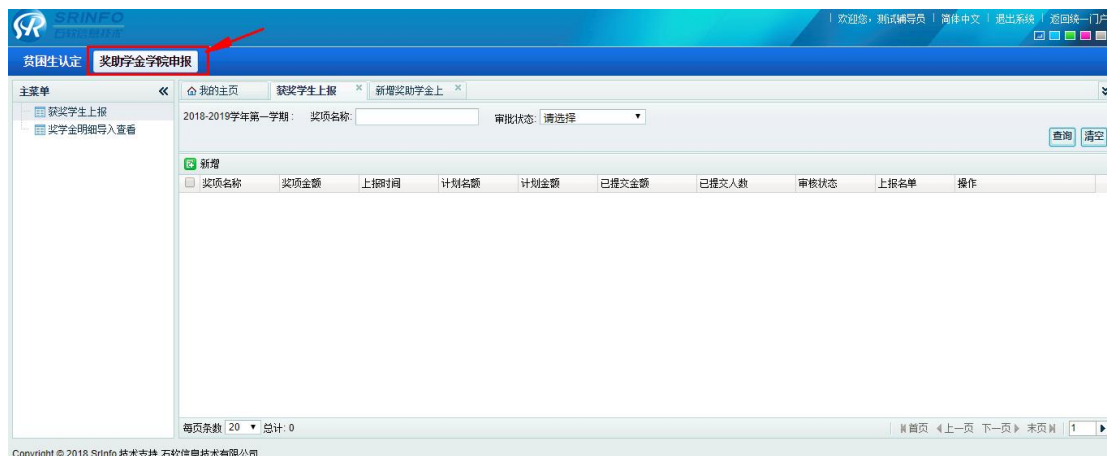 SRINFO
石软信息技术
欢迎您，测试辅导员 | 简体中文 | 退出系统 | 返回统一门户
贫困生认定 奖助学金学院申报
主菜单 «
获奖学生上报
奖学金明细导入查看
我的主页 获奖学生上报 × 新增奖助学金上 ×
2018-2019学年第一学期： 奖项名称: 审批状态: 请选择
查询 清空
新增
奖项名称 奖项金额 上报时间 计划名额 计划金额 已提交金额 已提交人数 审核状态 上报名单 操作
每页条数 20 总计: 0 首页 上一页 下一页 末页 1
Copyright © 2018 SrInfo 技术支持 石软信息技术有限公司